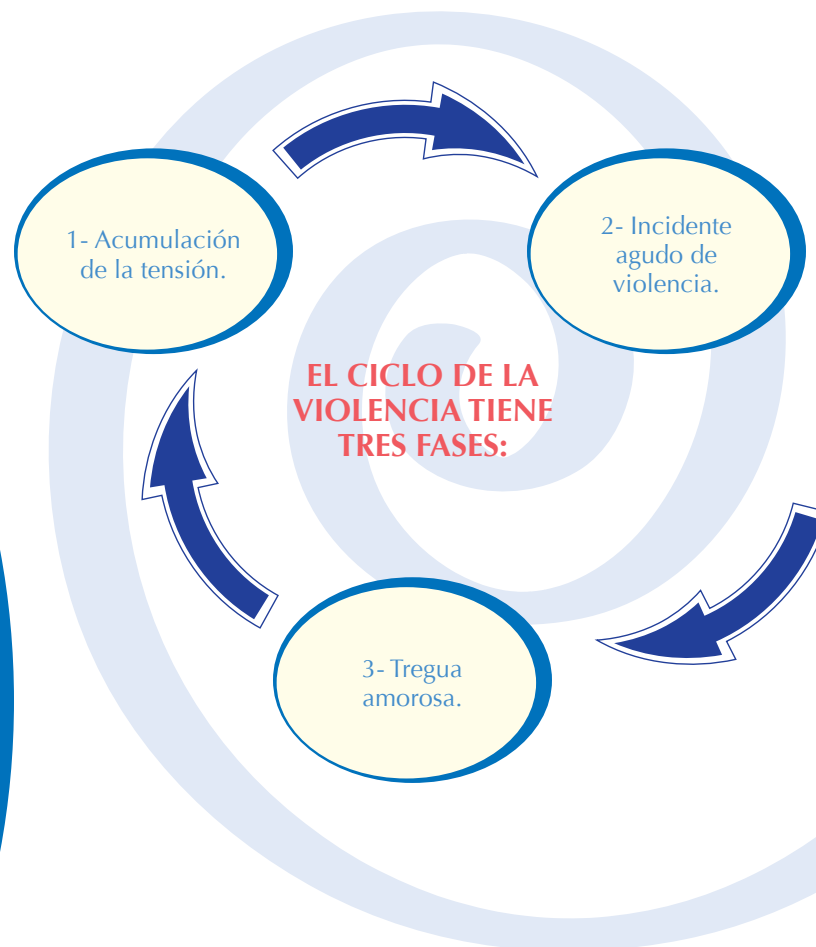 1- Acumulación
de la tensión.
2- Incidente
agudo de
violencia.
EL CICLO DE LA
VIOLENCIA TIENE
TRES FASES:
3- Tregua
amorosa.